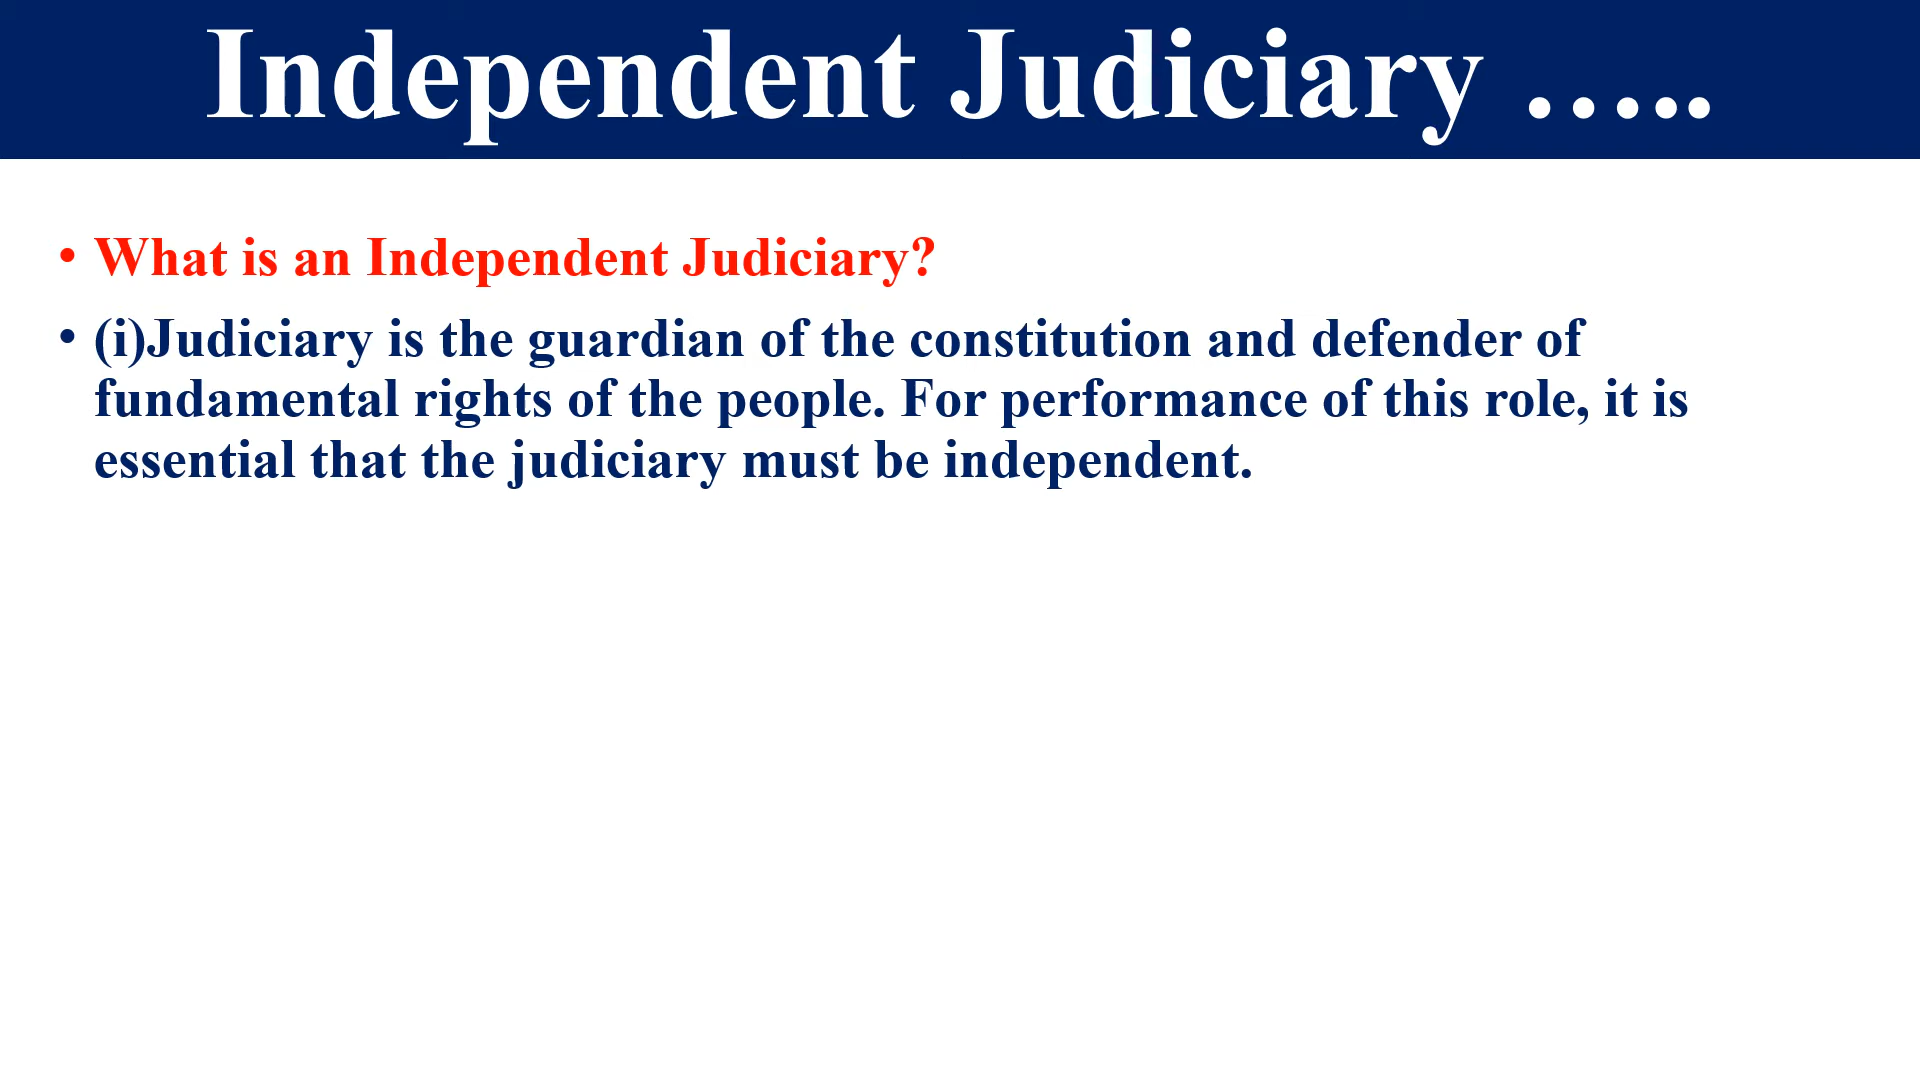 Independent Judiciary …..
• What is an Independent Judiciary?
• (i)Judiciary is the guardian of the constitution and defender of
fundamental rights of the people. For performance of this role, it is
essential that the judiciary must be independent.